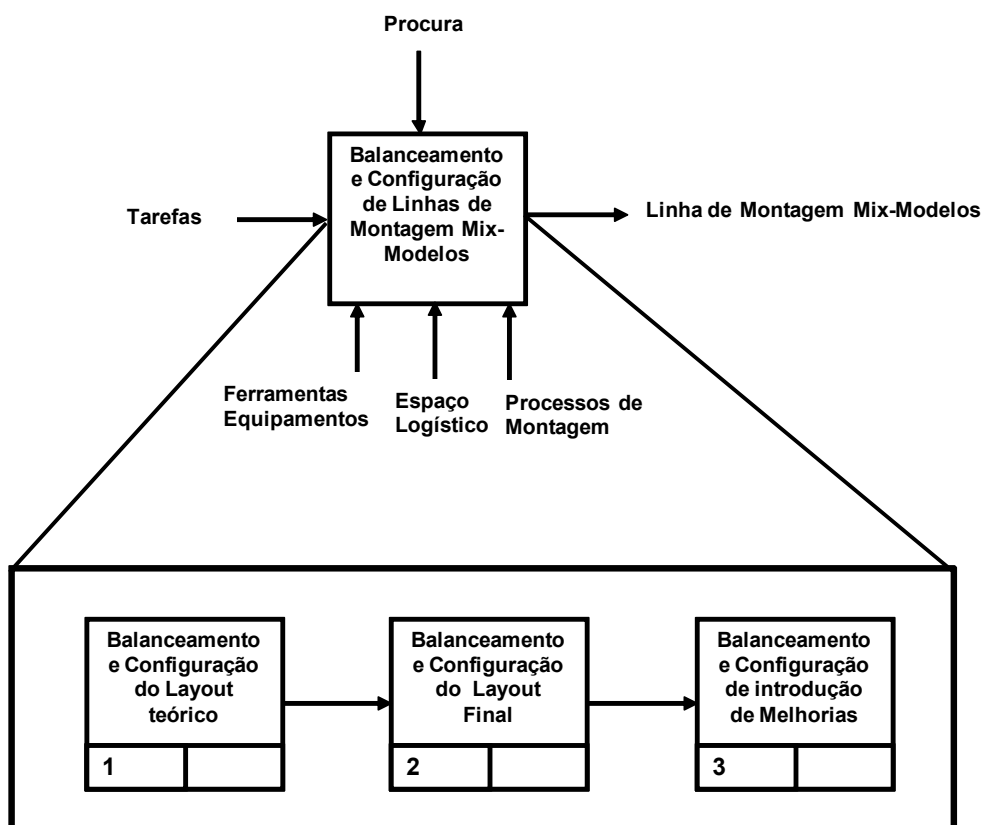 Procura
Balanceamento
e Configuração
de Linhas de
Montagem Mix-
Modelos
Tarefas
Linha de Montagem Mix-Modelos
Ferramentas
Equipamentos
Espaço
Logístico
Processos de
Montagem
Balanceamento
e Configuração
do Layout
teórico
1
Balanceamento
e Configuração
do Layout
Final
2
Balanceamento
e Configuração
de introdução
de Melhorias
3